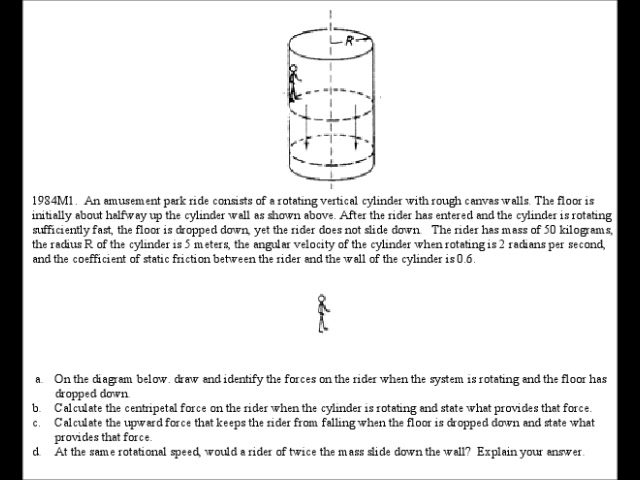 R
1984M1. An amusement park ride consists of a rotating vertical cylinder with rough canvas walls. The floor is
initially about halfway up the cylinder wall as shown above. After the rider has entered and the cylinder is rotating
sufficiently fast, the floor is dropped down, yet the rider does not slide down. The rider has mass of 50 kilograms,
the radius R of the cylinder is 5 meters, the angular velocity of the cylinder when rotating is 2 radians per second,
and the coefficient of static friction between the rider and the wall of the cylinder is 0.6.
a. On the diagram below. draw and identify the forces on the rider when the system is rotating and the floor has
dropped down.
b. Calculate the centripetal force on the rider when the cylinder is rotating and state what provides that force.
c. Calculate the upward force that keeps the rider from falling when the floor is dropped down and state what
provides that force.
d. At the same rotational speed, would a rider of twice the mass slide down the wall? Explain your answer.